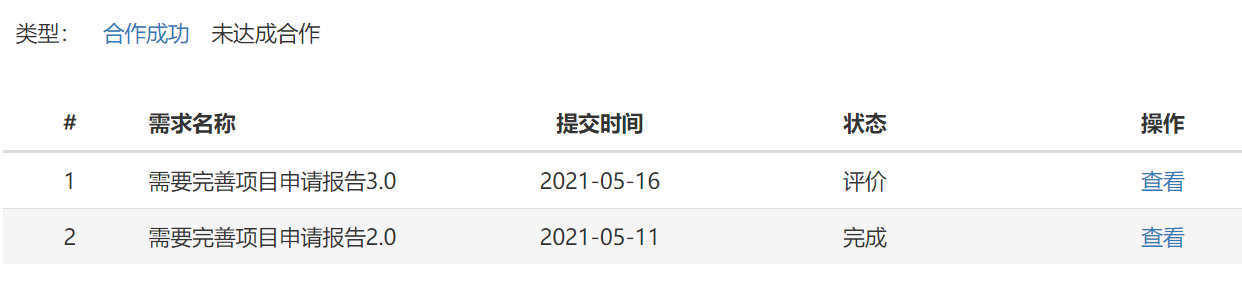 类型： 合作成功 未达成合作
# 需求名称 提交时间 状态 操作
1 需要完善项目申请报告3.0 2021-05-16 评价 查看
2 需要完善项目申请报告2.0 2021-05-11 完成 查看